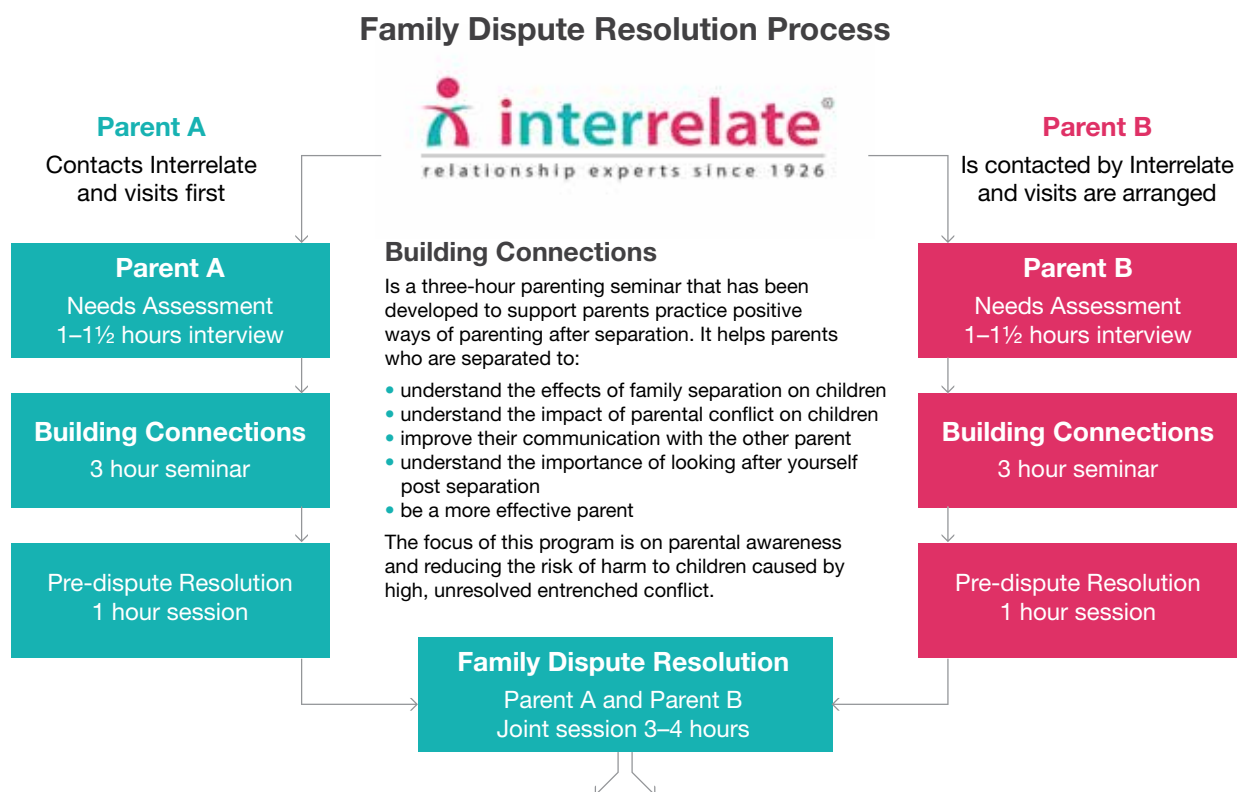 Family Dispute Resolution Process
interrelate®
relationship experts since 1926
Parent A
Contacts Interrelate
and visits first
Parent B
Is contacted by Interrelate
and visits are arranged
Parent A
Needs Assessment
1–1½ hours interview
Building Connections
3 hour seminar
Pre-dispute Resolution
1 hour session
Building Connections
Is a three-hour parenting seminar that has been
developed to support parents practice positive
ways of parenting after separation. It helps parents
who are separated to:
• understand the effects of family separation on children
• understand the impact of parental conflict on children
• improve their communication with the other parent
• understand the importance of looking after yourself
post separation
• be a more effective parent
The focus of this program is on parental awareness
and reducing the risk of harm to children caused by
high, unresolved entrenched conflict.
Parent B
Needs Assessment
1–1½ hours interview
Building Connections
3 hour seminar
Pre-dispute Resolution
1 hour session
Family Dispute Resolution
Parent A and Parent B
Joint session 3–4 hours